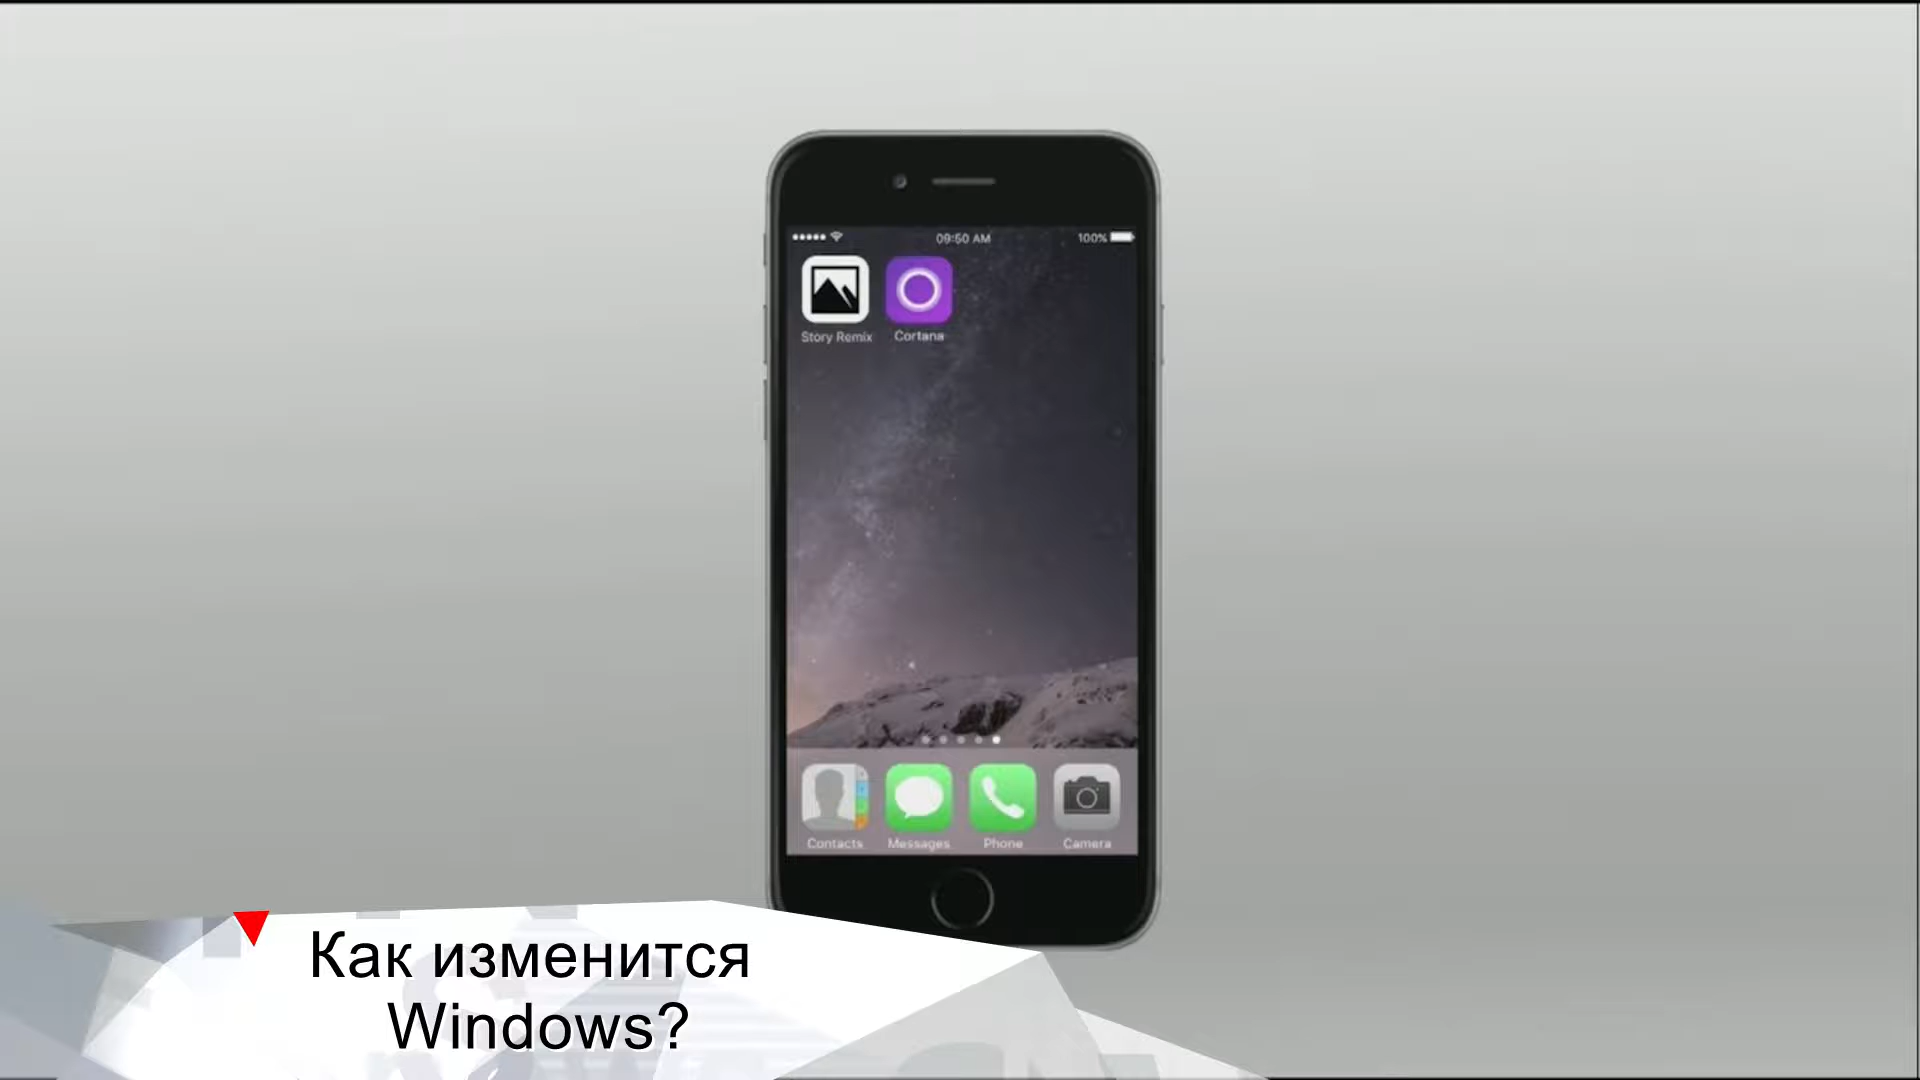 09:50 AM 100%
Story Remix Cortana
Contacts Messages Phone Camera
Как изменится
Windows?